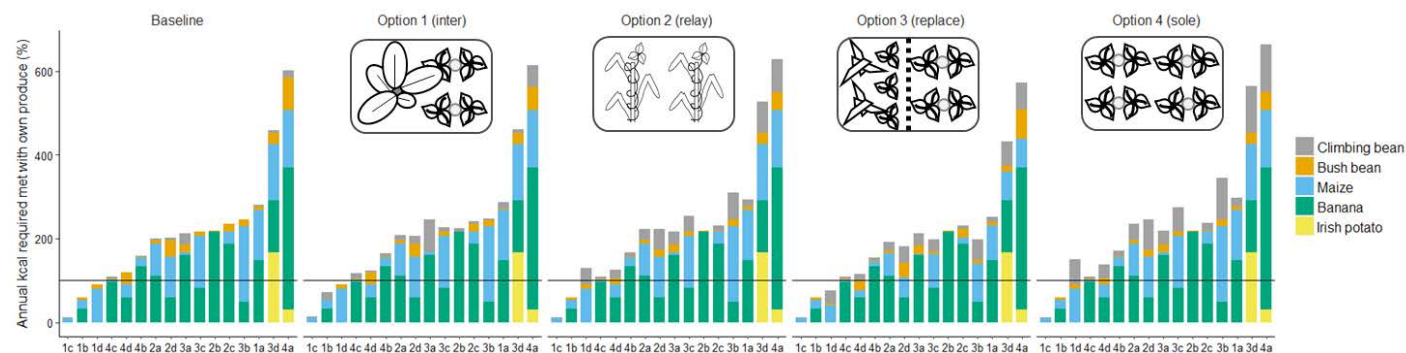 Baseline
Option 1 (inter)
Option 2 (relay)
Option 3 (replace)
Option 4 (sole)
Annual kcal required met with own produce (%)
600
400
200
0
1c 1b 1d 4c 4d 4b 2a 2d 3a 3c 2b 2c 3b 1a 3d 4a
1c 1b 1d 4c 4d 4b 2a 2d 3a 3c 2b 2c 3b 1a 3d 4a
1c 1b 1d 4c 4d 4b 2a 2d 3a 3c 2b 2c 3b 1a 3d 4a
1c 1b 1d 4c 4d 4b 2a 2d 3a 3c 2b 2c 3b 1a 3d 4a
1c 1b 1d 4c 4d 4b 2a 2d 3a 3c 2b 2c 3b 1a 3d 4a
Climbing bean
Bush bean
Maize
Banana
Irish potato